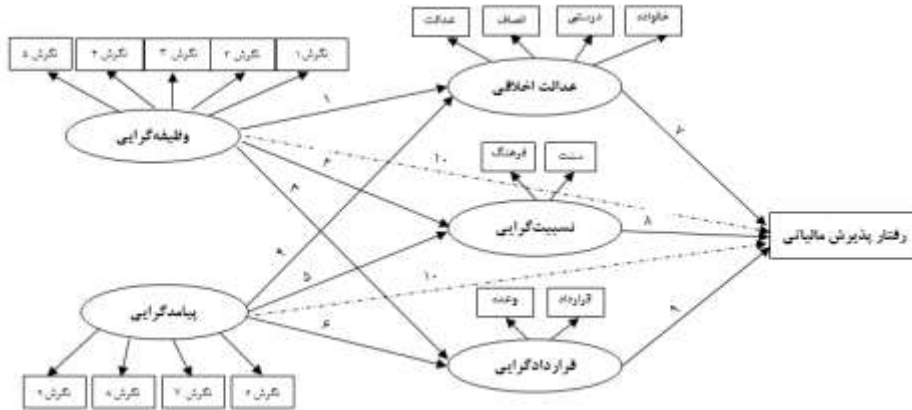 خانواده
درستی
انصاف
عدالت
نگرش ۱
نگرش ۲
نگرش ۳
نگرش ۴
نگرش ۵
عدالت اخلاقی
وظیفه‌گرایی
۱
۷
۱۰
سنت
فرهنگ
۲
۳
نسبیت‌گرایی
۸
رفتار پذیرش مالیاتی
۴
۵
۱۰
قرارداد
وعده
پیامدگرایی
۶
۹
قراردادگرایی
نگرش ۶
نگرش ۷
نگرش ۸
نگرش ۹